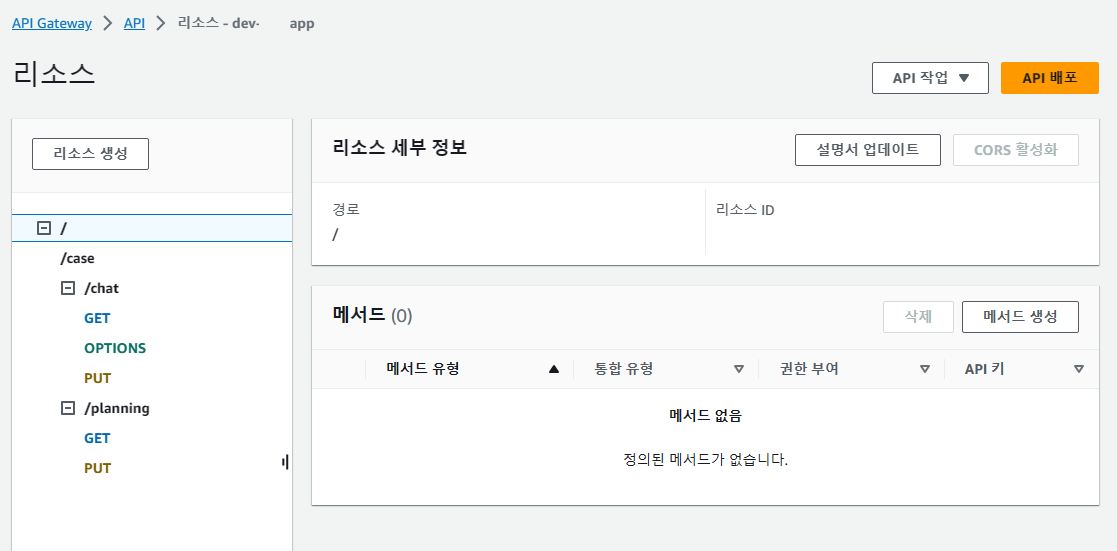 API Gateway > API > 리소스 - dev- app
리소스
API 작업 ▼
API 배포
리소스 생성
/
/case
/chat
GET
OPTIONS
PUT
/planning
GET
PUT
리소스 세부 정보
설명서 업데이트
CORS 활성화
경로
/
리소스 ID
메서드 (0)
삭제
메서드 생성
메서드 유형
통합 유형
권한 부여
API 키
메서드 없음
정의된 메서드가 없습니다.